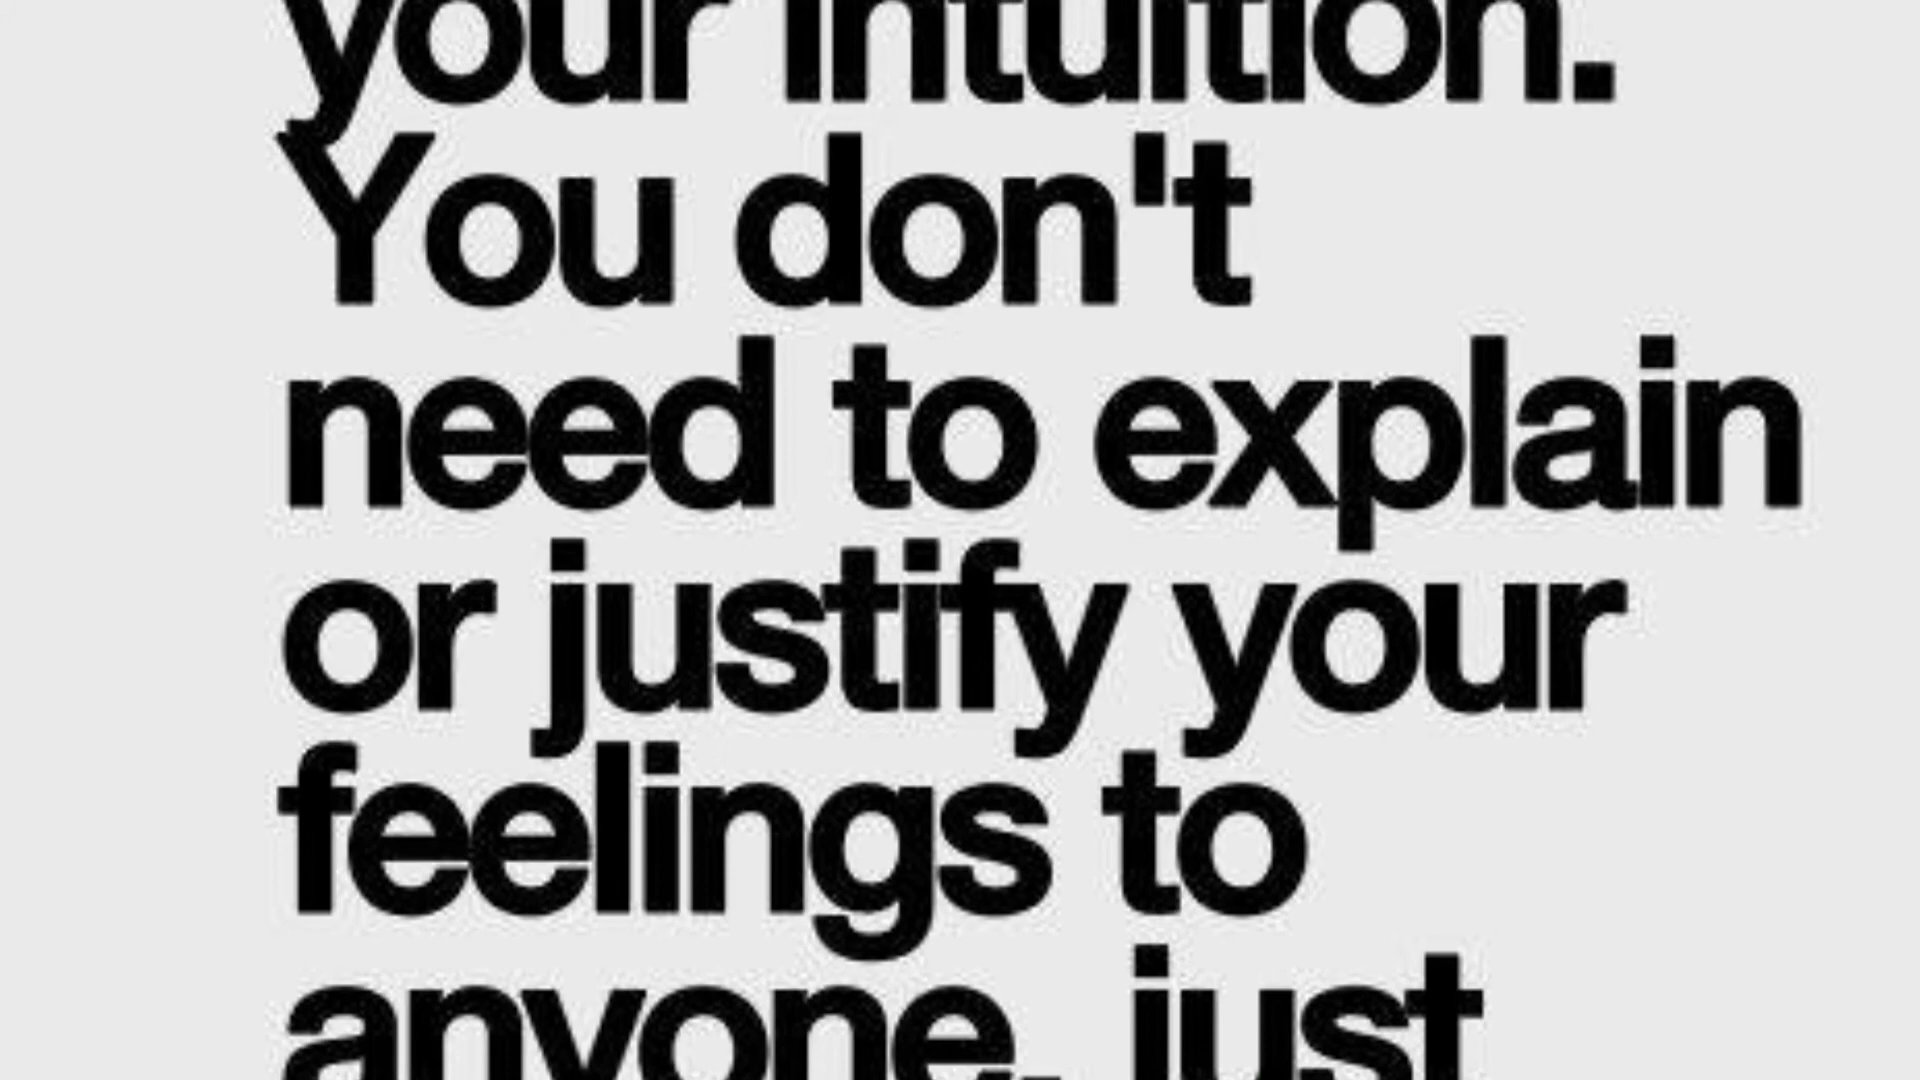 your intuition.
You don't
need to explain
or justify your
feelings to
anyone, just